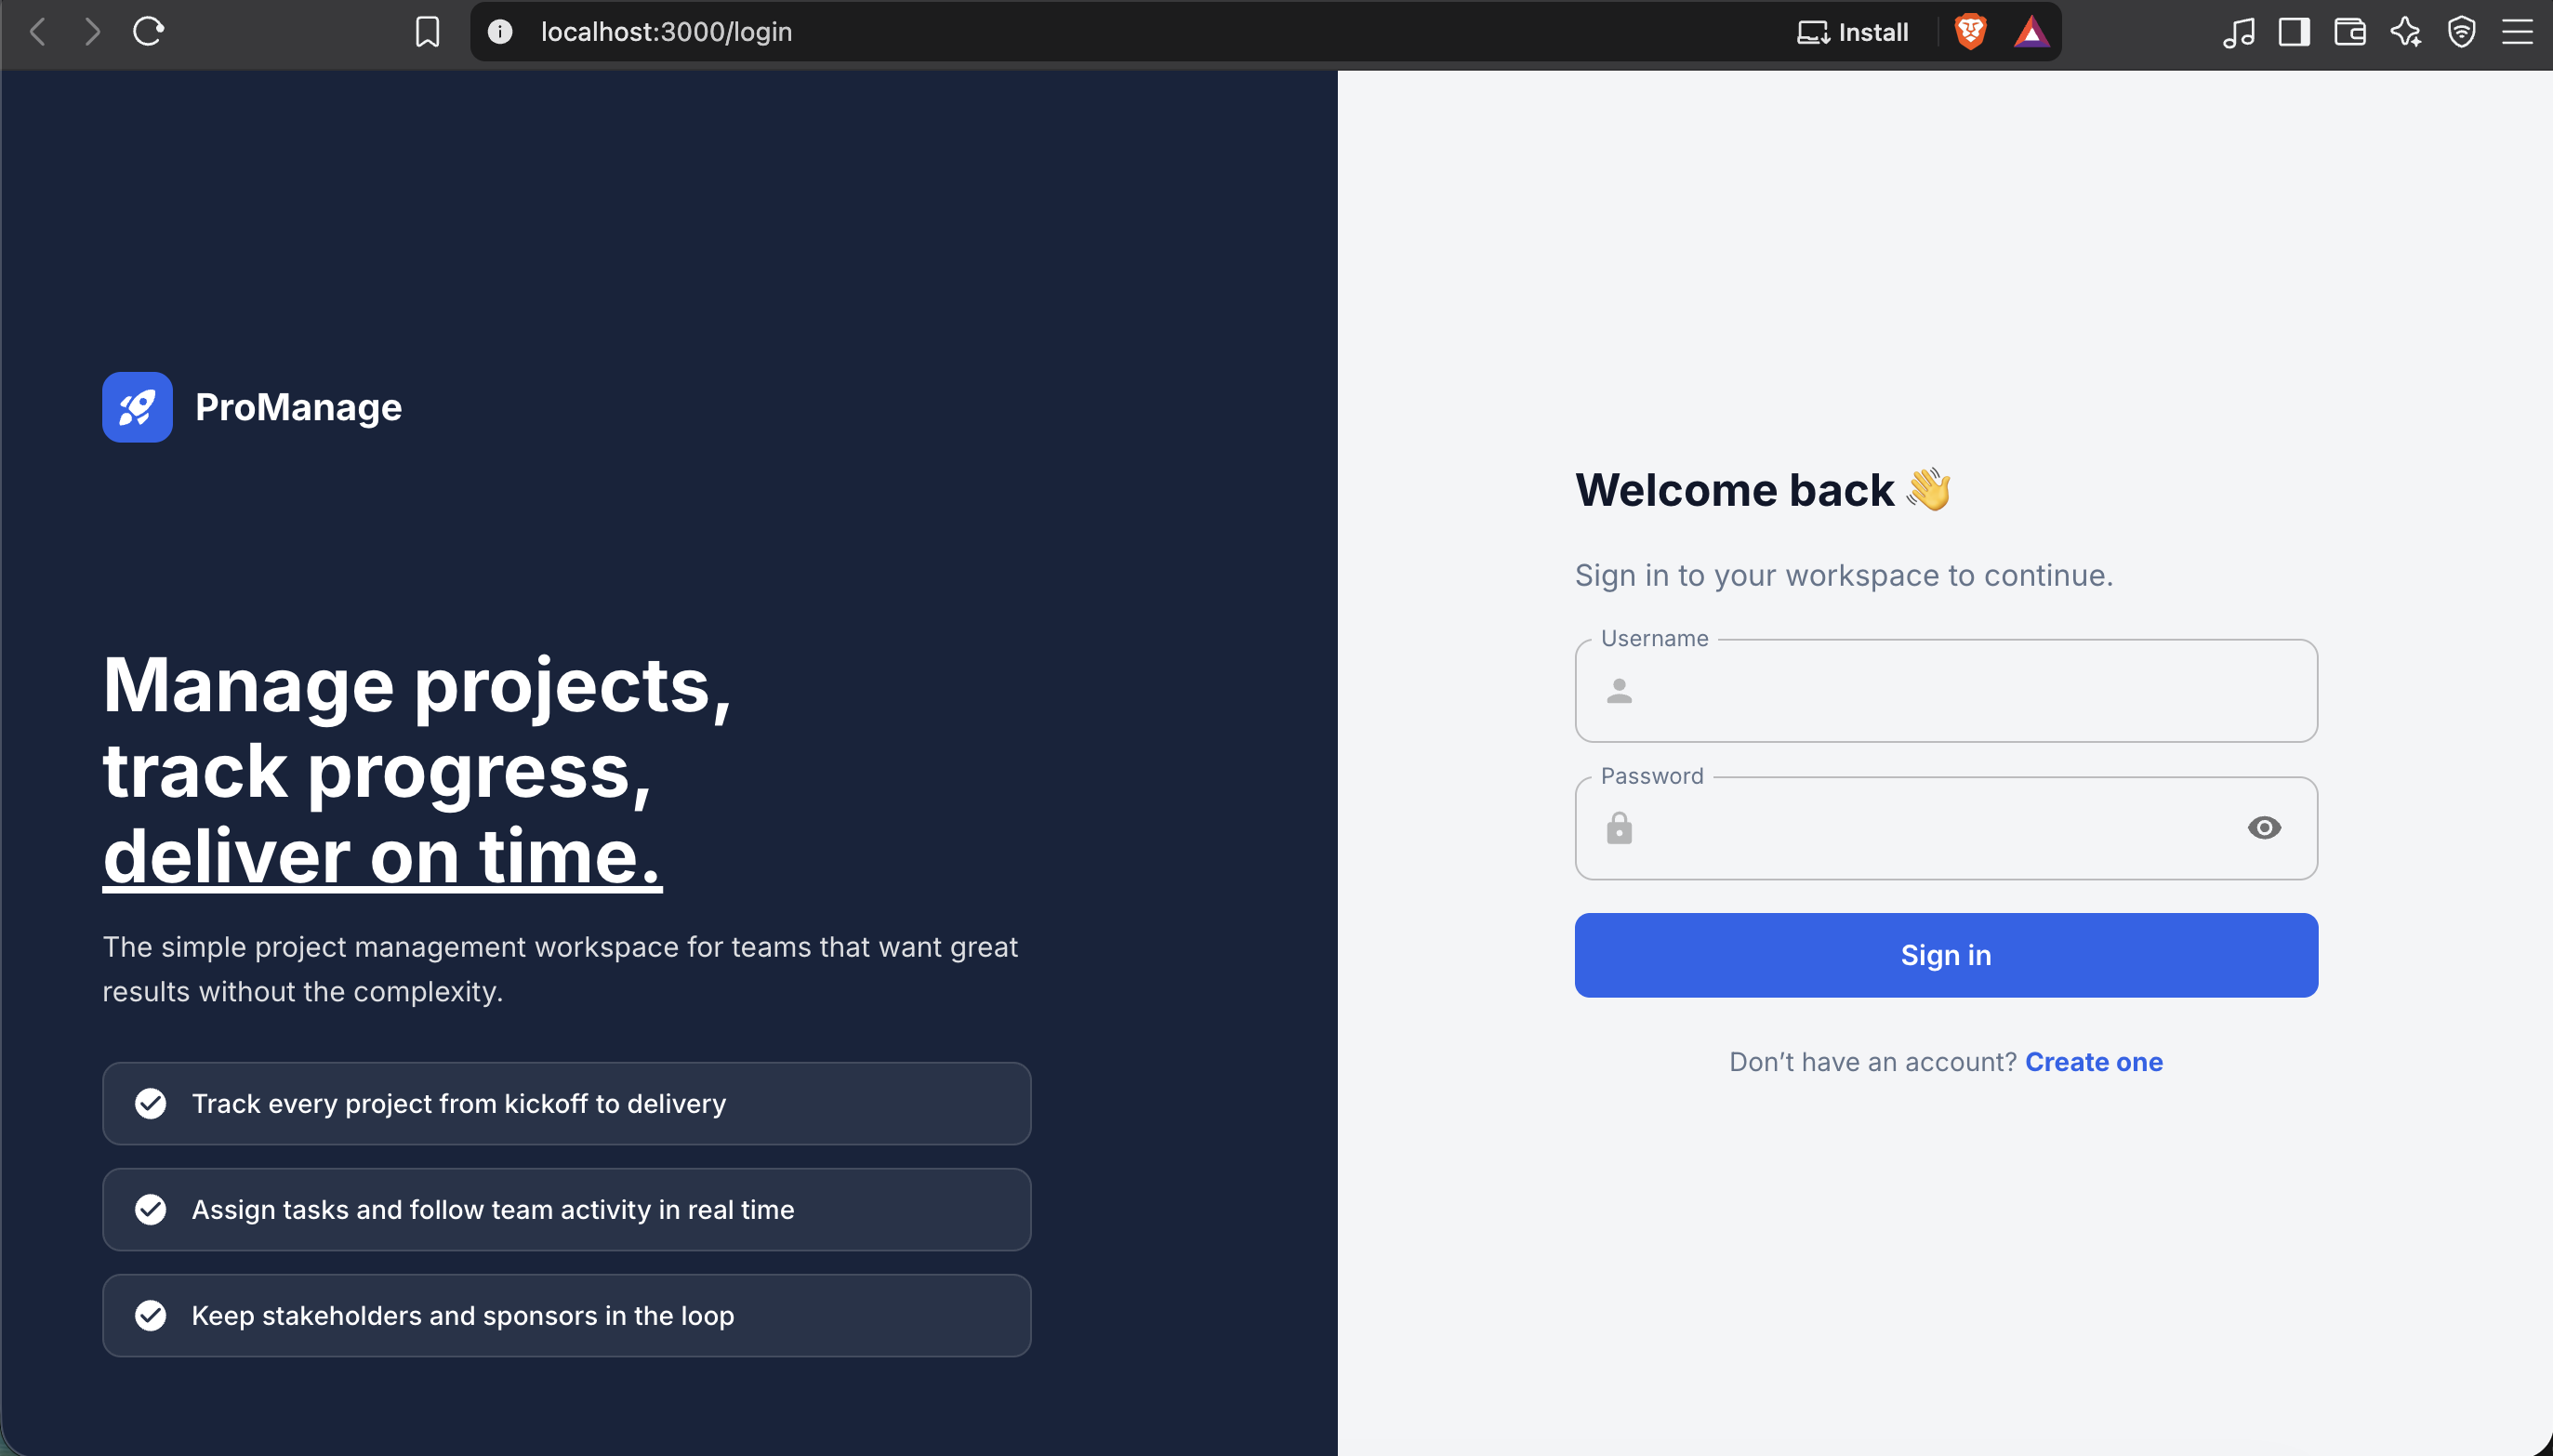 localhost:3000/login
Install
ProManage
Manage projects,
track progress,
deliver on time.
The simple project management workspace for teams that want great
results without the complexity.
Track every project from kickoff to delivery
Assign tasks and follow team activity in real time
Keep stakeholders and sponsors in the loop
Welcome back 👋
Sign in to your workspace to continue.
Username
Password
Sign in
Don’t have an account? Create one